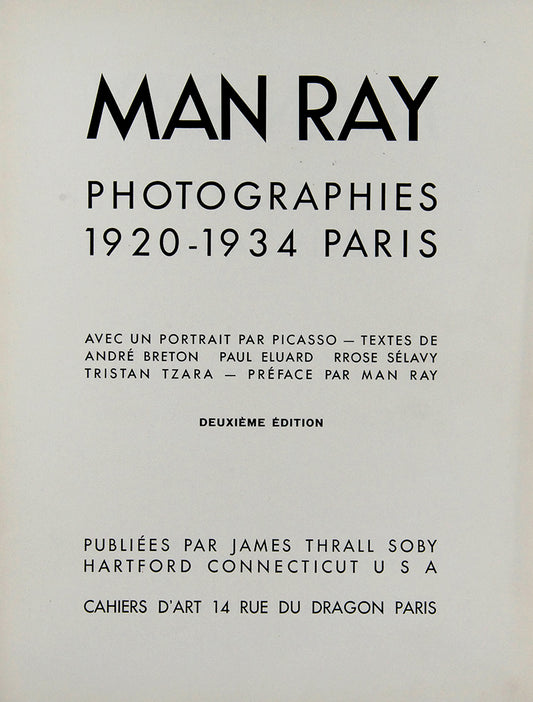 MAN RAY
PHOTOGRAPHIES
1920-1934 PARIS
AVEC UN PORTRAIT PAR PICASSO — TEXTES DE
ANDRÉ BRETON PAUL ELUARD RROSE SÉLAVY
TRISTAN TZARA — PRÉFACE PAR MAN RAY
DEUXIÈME ÉDITION
PUBLIÉES PAR JAMES THRALL SOBY
HARTFORD CONNECTICUT U S A
CAHIERS D'ART 14 RUE DU DRAGON PARIS